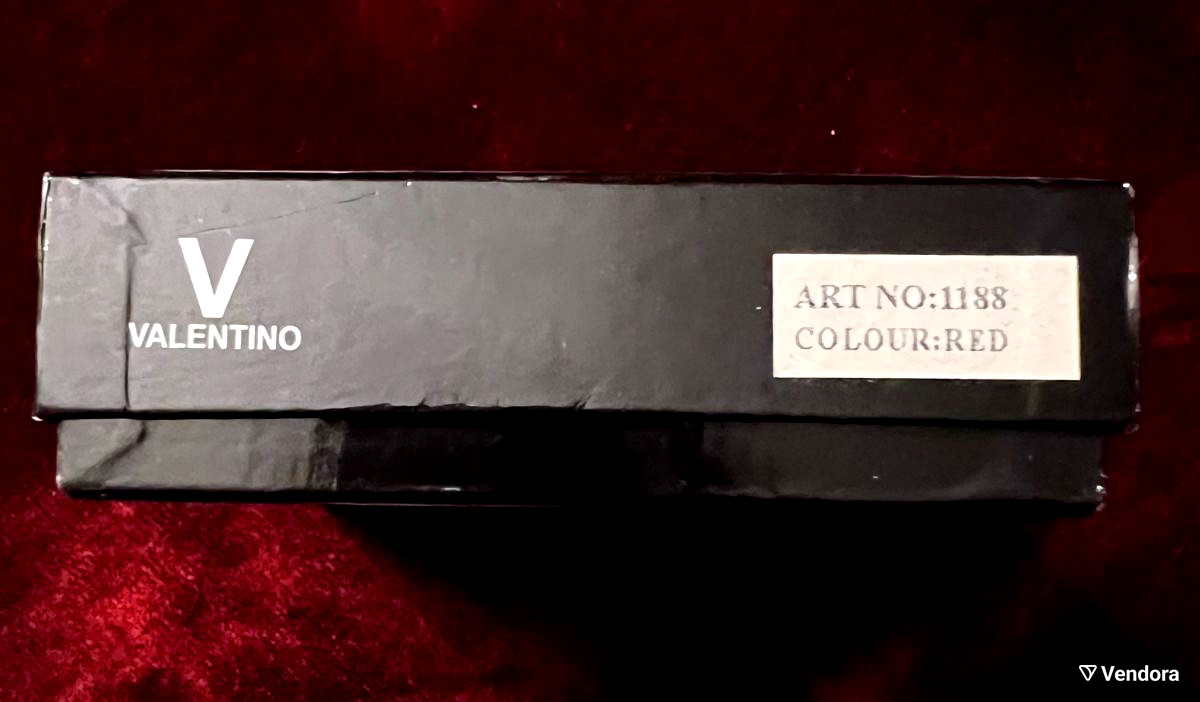 V
VALENTINO
ART NO:1188
COLOUR:RED
Vendora